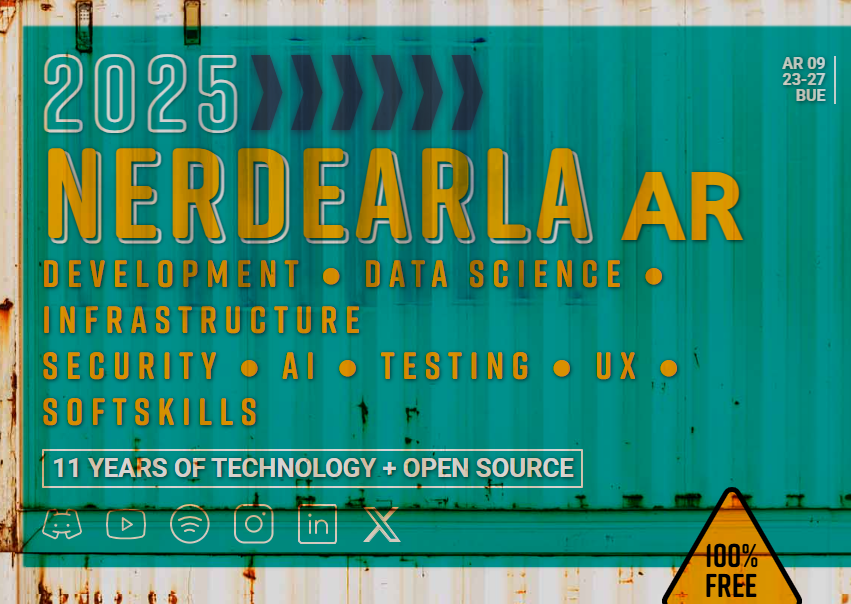 2025
AR 09
23-27
BUE
NERDEARLA AR
DEVELOPMENT ● DATA SCIENCE ●
INFRASTRUCTURE
SECURITY ● AI ● TESTING ● UX ●
SOFTSKILLS
11 YEARS OF TECHNOLOGY + OPEN SOURCE
100%
FREE